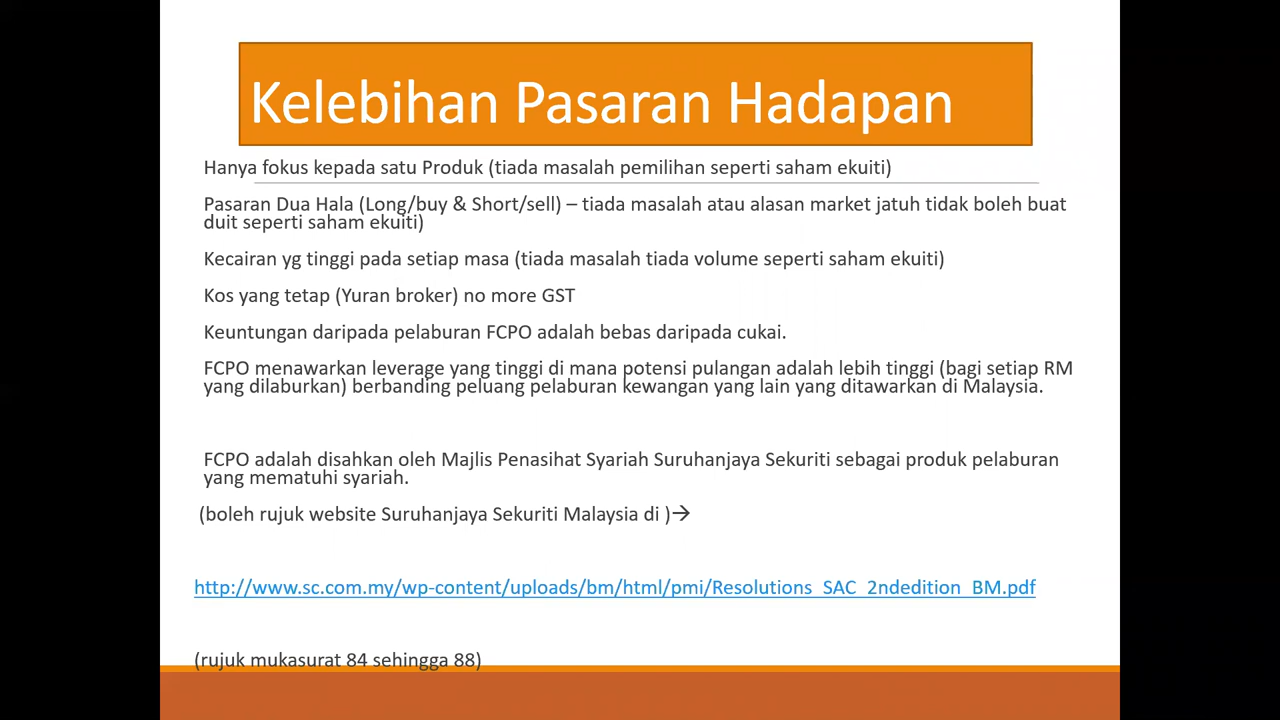 Kelebihan Pasaran Hadapan
Hanya fokus kepada satu Produk (tiada masalah pemilihan seperti saham ekuiti)
Pasaran Dua Hala (Long/buy & Short/sell) – tiada masalah atau alasan market jatuh tidak boleh buat
duit seperti saham ekuiti)
Kecairan yg tinggi pada setiap masa (tiada masalah tiada volume seperti saham ekuiti)
Kos yang tetap (Yuran broker) no more GST
Keuntungan daripada pelaburan FCPO adalah bebas daripada cukai.
FCPO menawarkan leverage yang tinggi di mana potensi pulangan adalah lebih tinggi (bagi setiap RM
yang dilaburkan) berbanding peluang pelaburan kewangan yang lain yang ditawarkan di Malaysia.
FCPO adalah disahkan oleh Majlis Penasihat Syariah Suruhanjaya Sekuriti sebagai produk pelaburan
yang mematuhi syariah.
(boleh rujuk website Suruhanjaya Sekuriti Malaysia di )→
http://www.sc.com.my/wp-content/uploads/bm/html/pmi/Resolutions_SAC_2ndedition_BM.pdf
(rujuk mukasurat 84 sehingga 88)